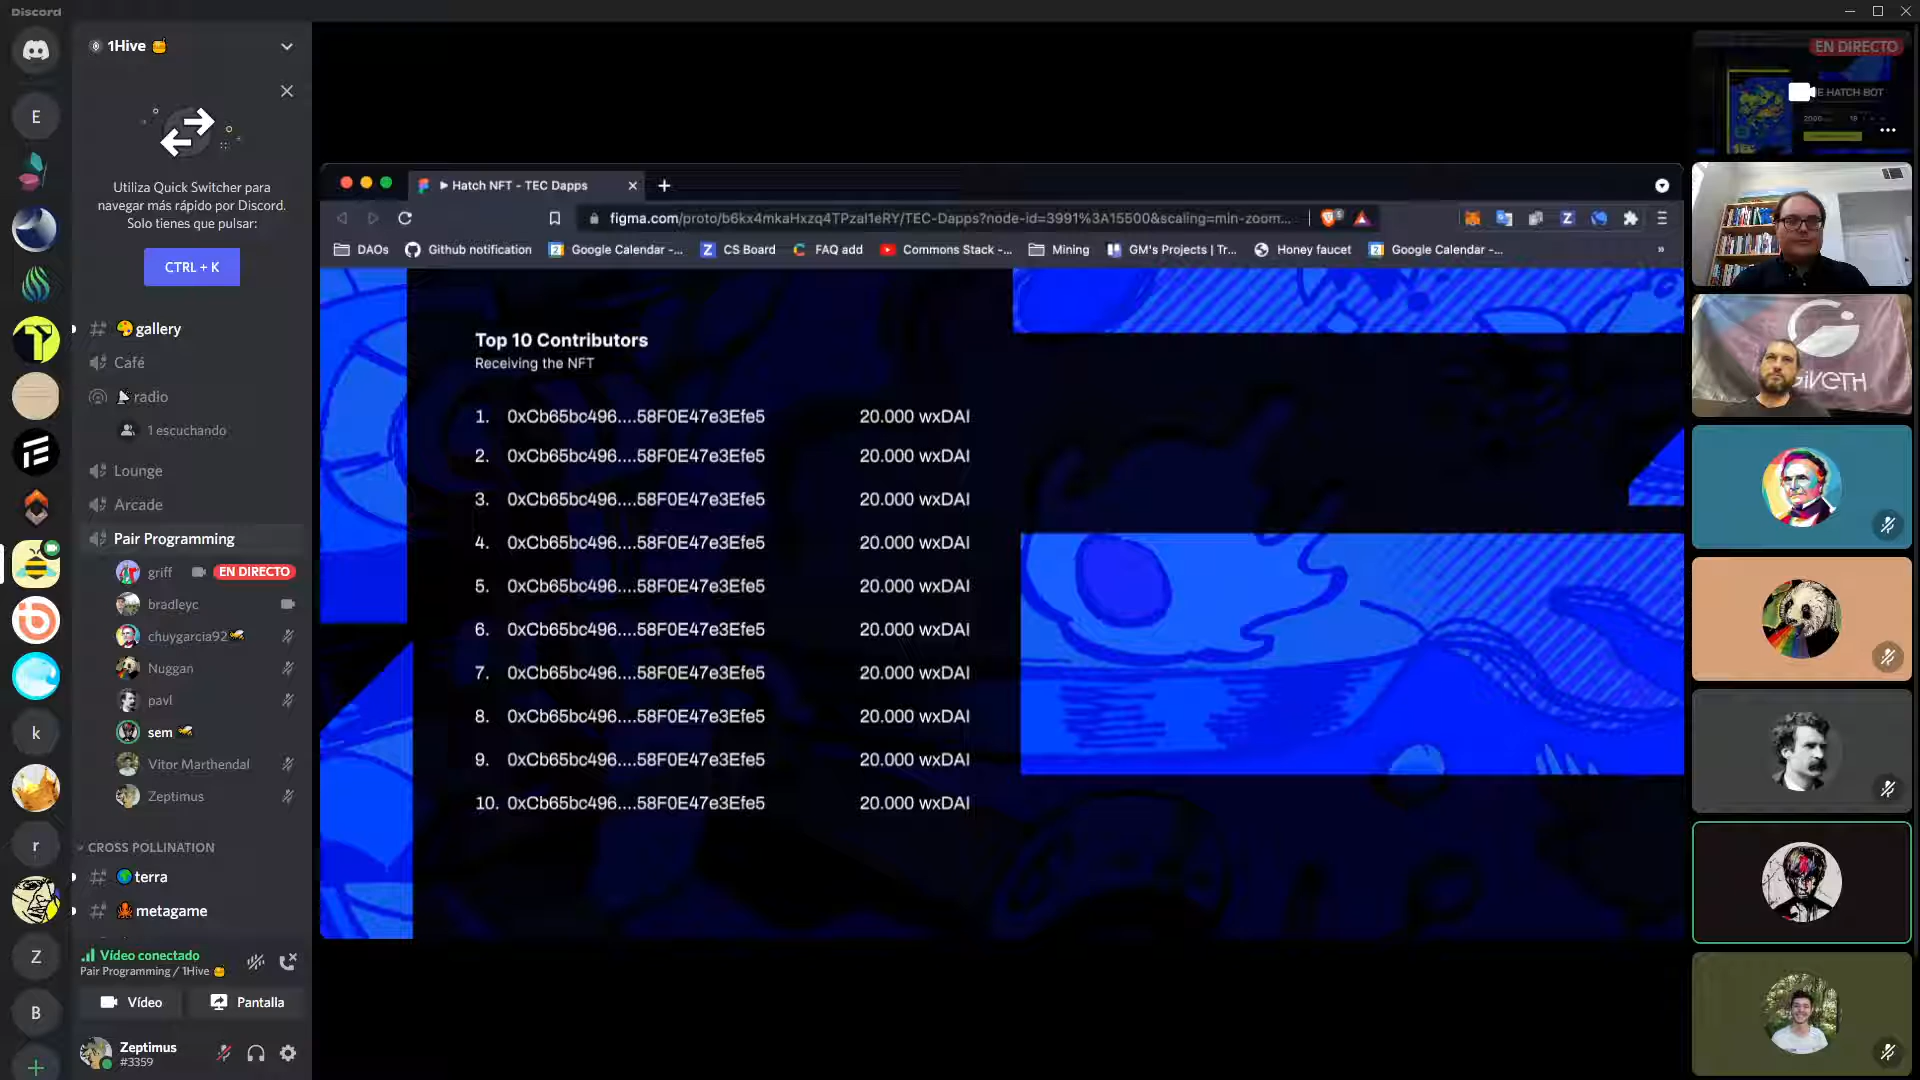 Discord
1Hive
Utiliza Quick Switcher para
navegar más rápido por Discord.
Solo tienes que pulsar:
CTRL + K
gallery
Café
radio
1 escuchando
Lounge
Arcade
Pair Programming
griff EN DIRECTO
bradleyc
chuygarcia92
Nuggan
pavl
sem
Vitor Marthendal
Zeptimus
CROSS POLLINATION
terra
metagame
Vídeo conectado
Pair Programming / 1Hive
Vídeo Pantalla
Zeptimus
#3359
E
k
r
Z
B
Hatch NFT - TEC Dapps
figma.com/proto/b6kx4mkaHxzq4TPzaI1eRY/TEC-Dapps?node-id=3991%3A15500&scaling=min-zoom...
DAOs Github notification Google Calendar -... CS Board FAQ add Commons Stack -... Mining GM's Projects | Tr... Honey faucet Google Calendar -... »
Top 10 Contributors
Receiving the NFT
1. 0xCb65bc496....58F0E47e3Efe5 20.000 wxDAI
2. 0xCb65bc496....58F0E47e3Efe5 20.000 wxDAI
3. 0xCb65bc496....58F0E47e3Efe5 20.000 wxDAI
4. 0xCb65bc496....58F0E47e3Efe5 20.000 wxDAI
5. 0xCb65bc496....58F0E47e3Efe5 20.000 wxDAI
6. 0xCb65bc496....58F0E47e3Efe5 20.000 wxDAI
7. 0xCb65bc496....58F0E47e3Efe5 20.000 wxDAI
8. 0xCb65bc496....58F0E47e3Efe5 20.000 wxDAI
9. 0xCb65bc496....58F0E47e3Efe5 20.000 wxDAI
10. 0xCb65bc496....58F0E47e3Efe5 20.000 wxDAI
EN DIRECTO
HATCH BOT
GIVETH